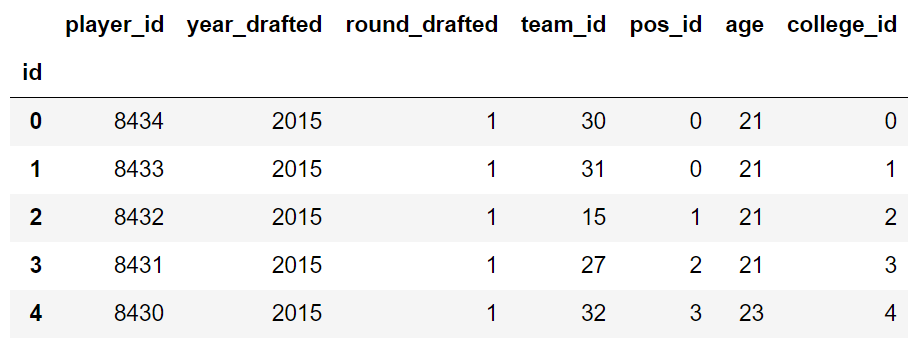 player_id year_drafted round_drafted team_id pos_id age college_id
id
0 8434 2015 1 30 0 21 0
1 8433 2015 1 31 0 21 1
2 8432 2015 1 15 1 21 2
3 8431 2015 1 27 2 21 3
4 8430 2015 1 32 3 23 4